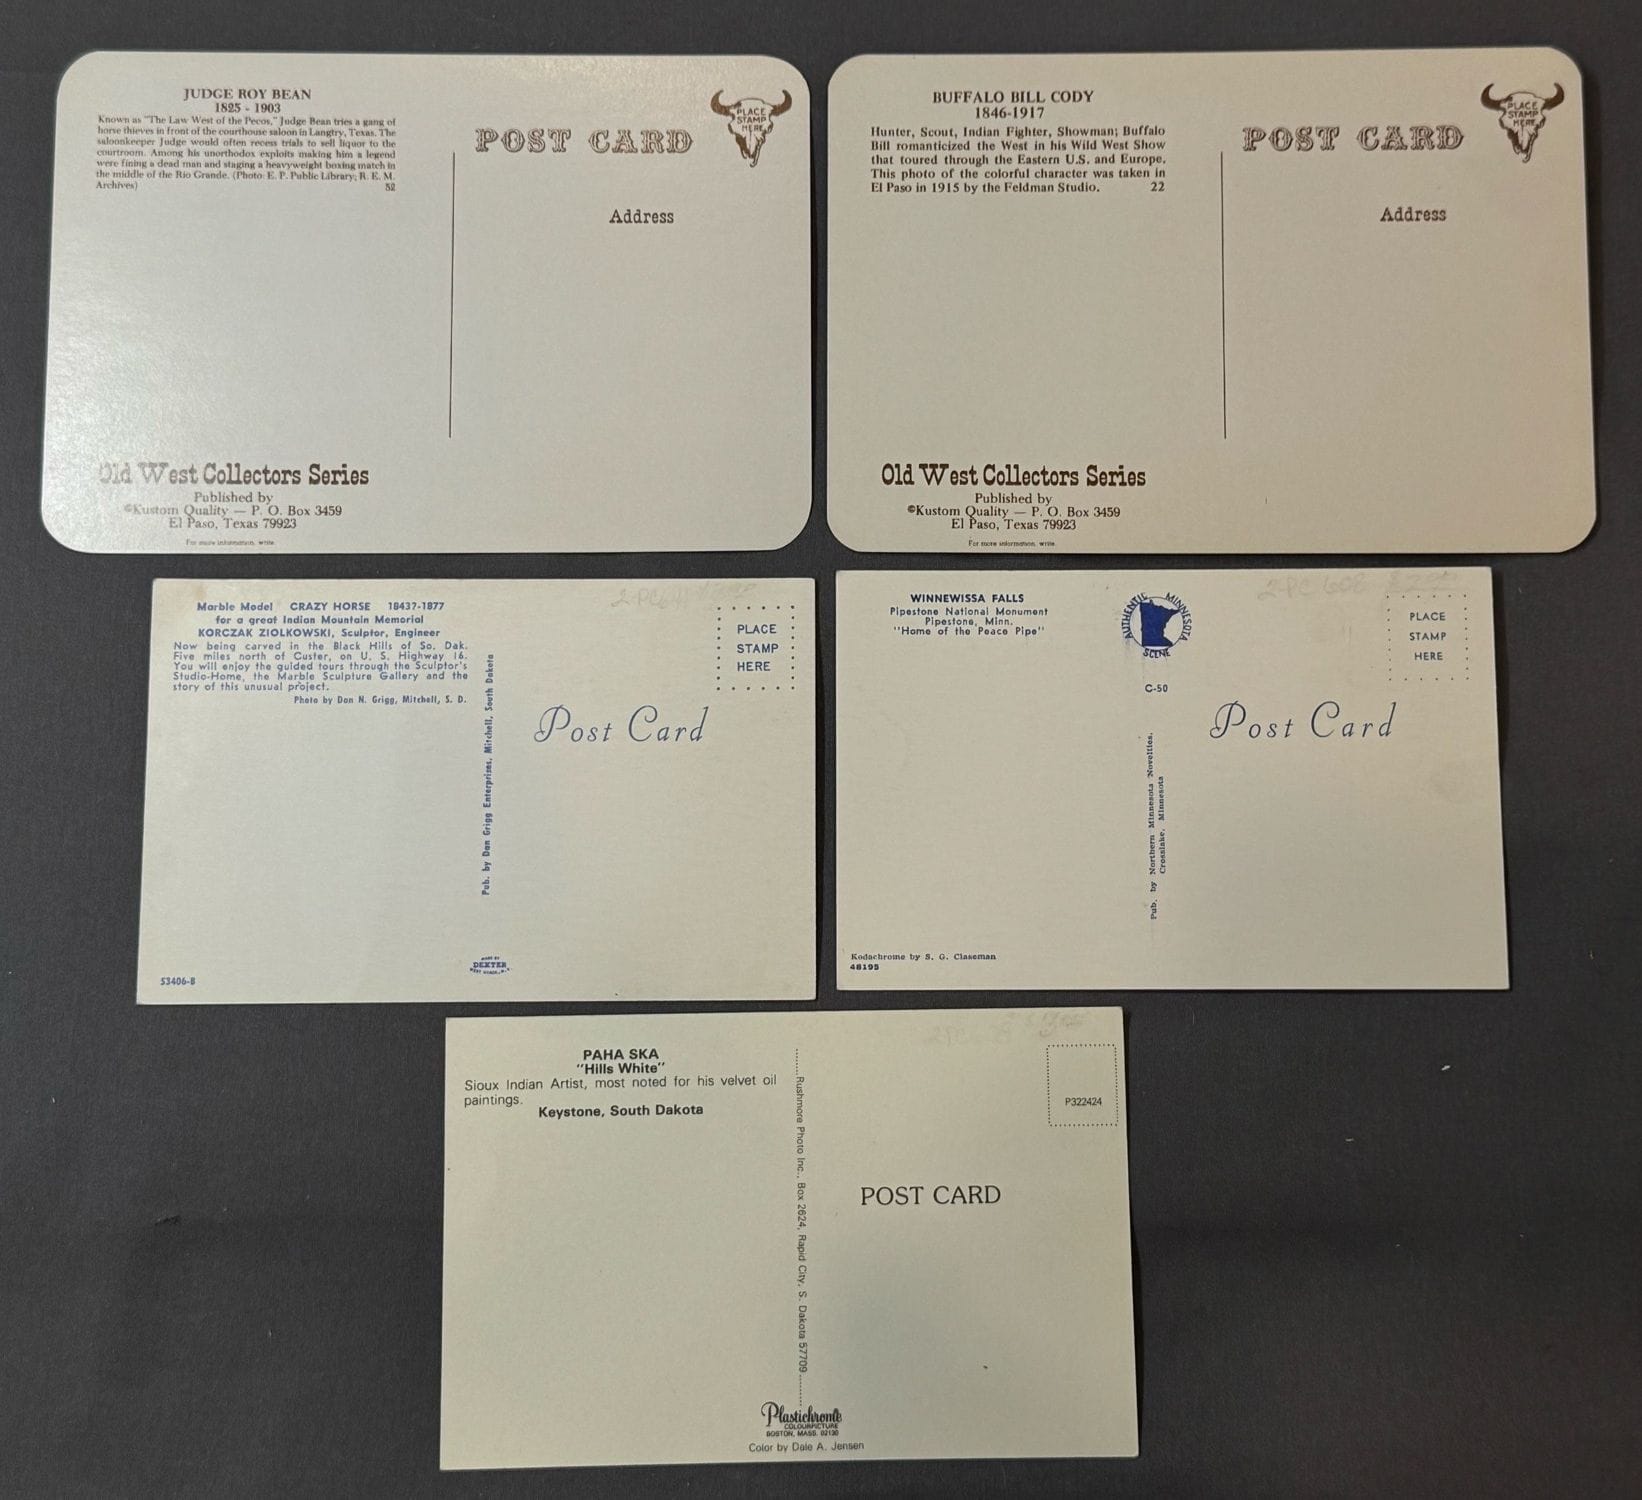 JUDGE ROY BEAN
1825 - 1903
Known as "The Law West of the Pecos," Judge Bean tries a gang of
horse thieves in front of the courthouse saloon in Langtry, Texas. The
saloonkeeper Judge would often recess trials to sell liquor to the
courtroom. Among his unorthodox exploits making him a legend
were fining a dead man and staging a heavyweight boxing match in
the middle of the Rio Grande. (Photo: E. P. Public Library; R. E. M.
Archives) 52
POST CARD
PLACE
STAMP
HERE
Address
Old West Collectors Series
Published by
©Kustom Quality — P. O. Box 3459
El Paso, Texas 79923
For more information, write.
BUFFALO BILL CODY
1846-1917
Hunter, Scout, Indian Fighter, Showman; Buffalo
Bill romanticized the West in his Wild West Show
that toured through the Eastern U.S. and Europe.
This photo of the colorful character was taken in
El Paso in 1915 by the Feldman Studio. 22
POST CARD
PLACE
STAMP
HERE
Address
Old West Collectors Series
Published by
©Kustom Quality — P. O. Box 3459
El Paso, Texas 79923
For more information, write.
Marble Model CRAZY HORSE 1843?-1877
for a great Indian Mountain Memorial
KORCZAK ZIOLKOWSKI, Sculptor, Engineer
Now being carved in the Black Hills of So. Dak.
Five miles north of Custer, on U. S. Highway 16.
You will enjoy the guided tours through the Sculptor's
Studio-Home, the Marble Sculpture Gallery and the
story of this unusual project.
Photo by Don N. Grigg, Mitchell, S. D.
Pub. by Don Grigg Enterprises, Mitchell, South Dakota
PLACE
STAMP
HERE
Post Card
53406-B
MADE BY
DEXTER
WINNEWISSA FALLS
Pipestone National Monument
Pipestone, Minn.
"Home of the Peace Pipe"
AUTHENTIC MINNESOTA
SCENE
C-50
PLACE
STAMP
HERE
Post Card
Pub. by Northern Minnesota Novelties,
Crosslake, Minnesota
Kodachrome by S. G. Claseman
48195
PAHA SKA
"Hills White"
Sioux Indian Artist, most noted for his velvet oil
paintings.
Keystone, South Dakota
Rushmore Photo Inc., Box 2624, Rapid City, S. Dakota 57709
P322424
POST CARD
Plastichrome
COLOURPICTURE
BOSTON, MASS. 02130
Color by Dale A. Jensen